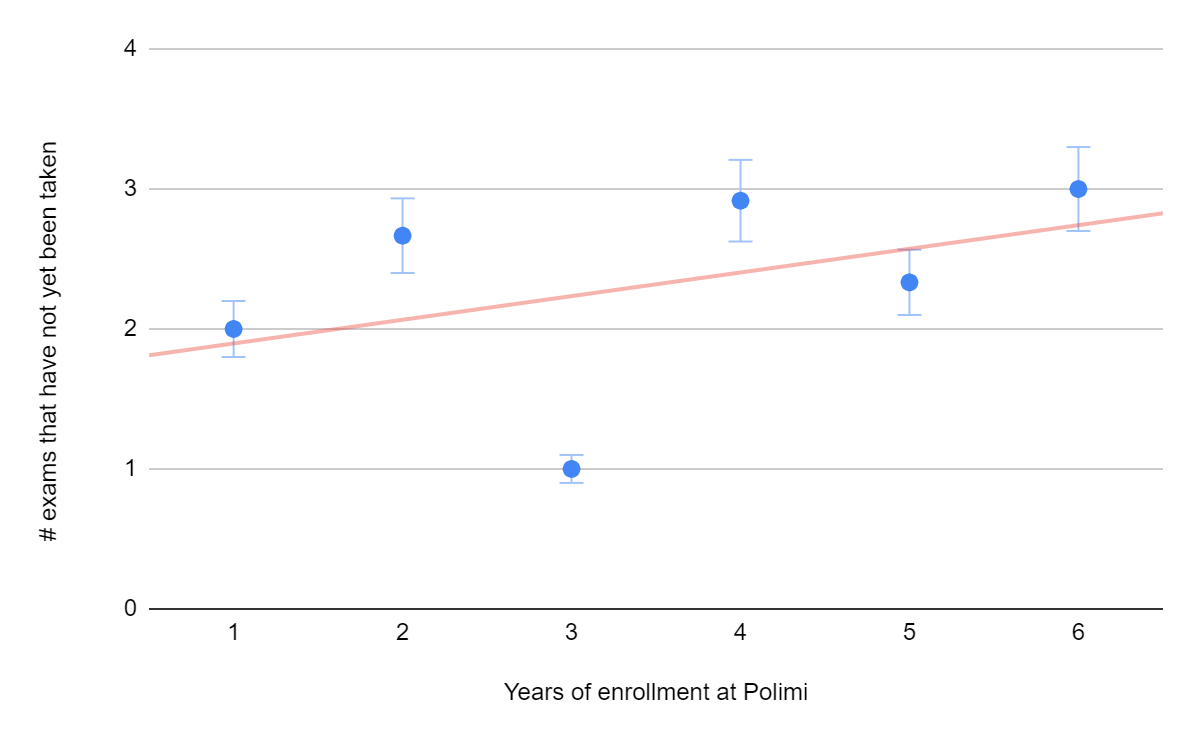 4
3
2
1
0
# exams that have not yet been taken
1 2 3 4 5 6
Years of enrollment at Polimi